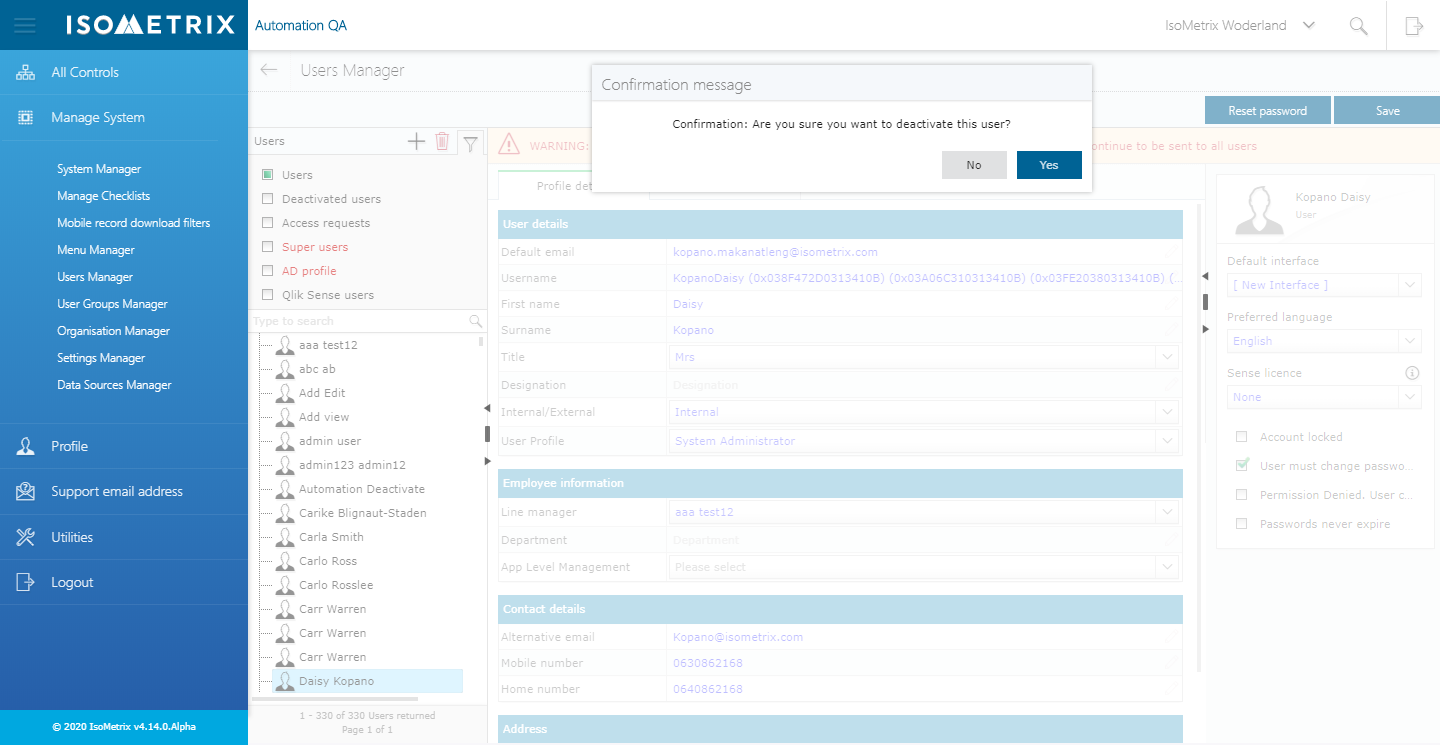 ISOMETRIX
Automation QA
IsoMetrix Woderland
All Controls
Manage System
System Manager
Manage Checklists
Mobile record download filters
Menu Manager
Users Manager
User Groups Manager
Organisation Manager
Settings Manager
Data Sources Manager
Profile
Support email address
Utilities
Logout
© 2020 IsoMetrix v4.14.0.Alpha
Users Manager
Reset password
Save
Confirmation message
Confirmation: Are you sure you want to deactivate this user?
No
Yes
Users
Users
Deactivated users
Access requests
Super users
AD profile
Qlik Sense users
Type to search
aaa test12
abc ab
Add Edit
Add view
admin user
admin123 admin12
Automation Deactivate
Carike Blignaut-Staden
Carla Smith
Carlo Ross
Carlo Rosslee
Carr Warren
Carr Warren
Carr Warren
Daisy Kopano
1 - 330 of 330 Users returned
Page 1 of 1
WARNING: ontinue to be sent to all users
Profile det
User details
Default email kopano.makanatleng@isometrix.com
Username KopanoDaisy (0x038F472D0313410B) (0x03A06C310313410B) (0x03FE20380313410B) (...
First name Daisy
Surname Kopano
Title Mrs
Designation Designation
Internal/External Internal
User Profile System Administrator
Employee information
Line manager aaa test12
Department Department
App Level Management Please select
Contact details
Alternative email Kopano@isometrix.com
Mobile number 0630862168
Home number 0640862168
Address
Kopano Daisy
User
Default interface
[ New Interface ]
Preferred language
English
Sense licence
None
Account locked
User must change passwo...
Permission Denied. User c...
Passwords never expire